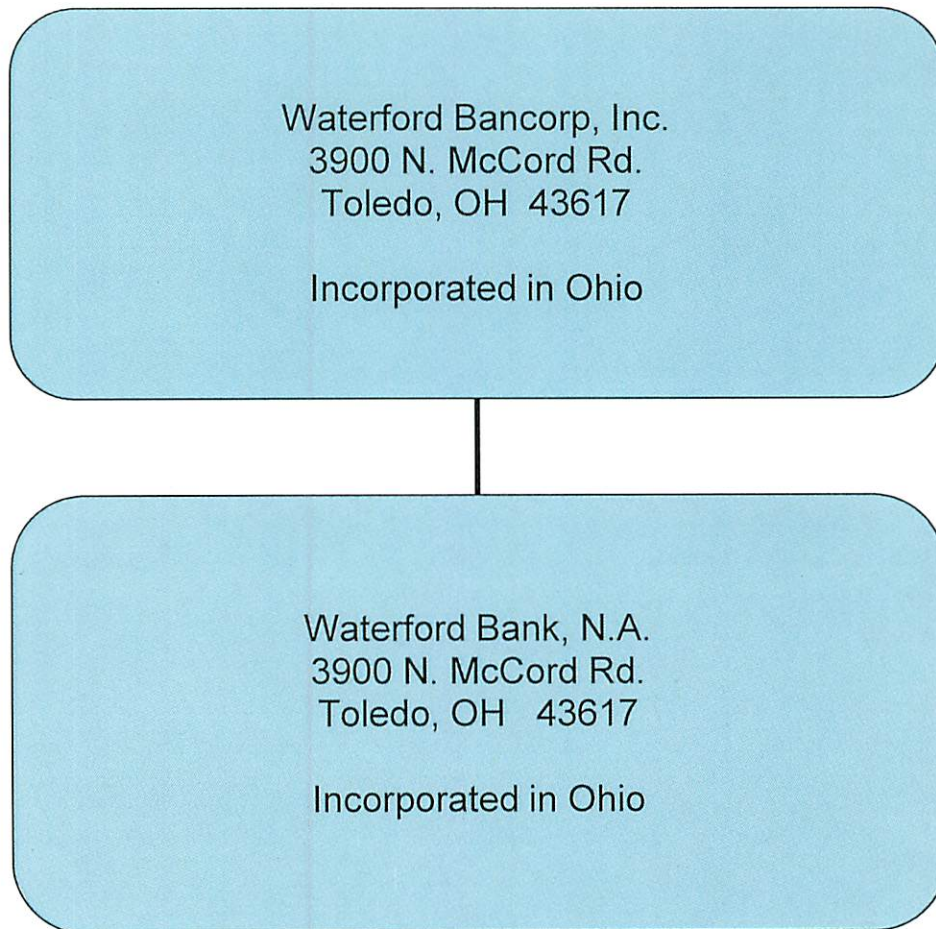 Waterford Bancorp, Inc.
3900 N. McCord Rd.
Toledo, OH  43617
Incorporated in Ohio
Waterford Bank, N.A.
3900 N. McCord Rd.
Toledo, OH   43617
Incorporated in Ohio